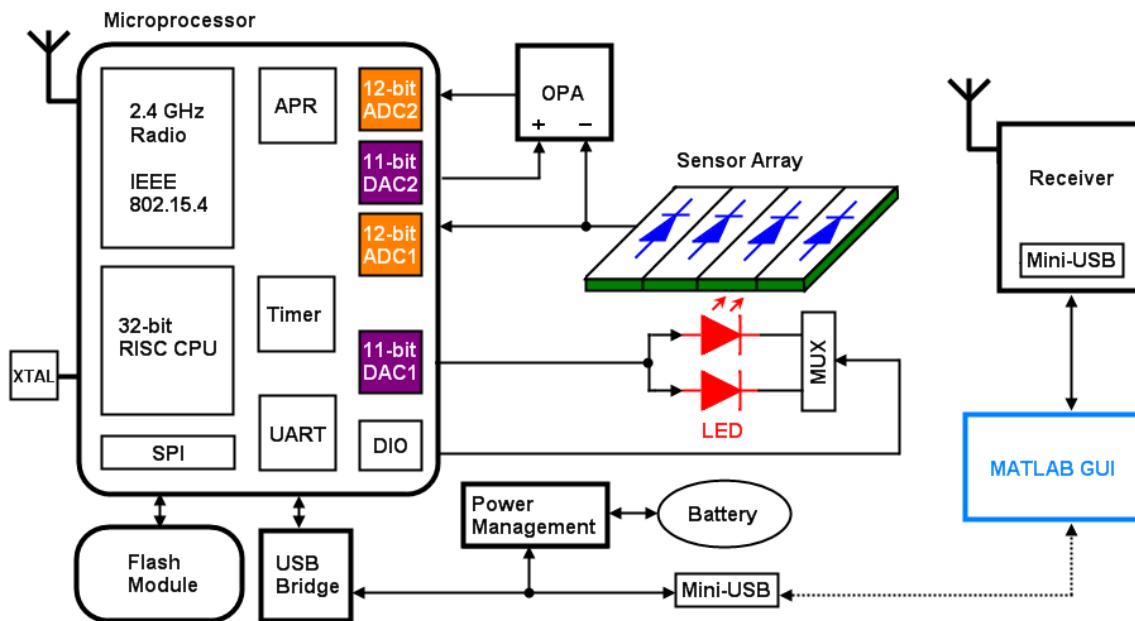 Microprocessor
2.4 GHz
Radio
IEEE
802.15.4
APR
12-bit
ADC2
11-bit
DAC2
12-bit
ADC1
OPA
+ −
Sensor Array
Receiver
Mini-USB
32-bit
RISC CPU
Timer
11-bit
DAC1
XTAL
MUX
LED
UART
DIO
SPI
MATLAB GUI
Power
Management
Battery
Flash
Module
USB
Bridge
Mini-USB